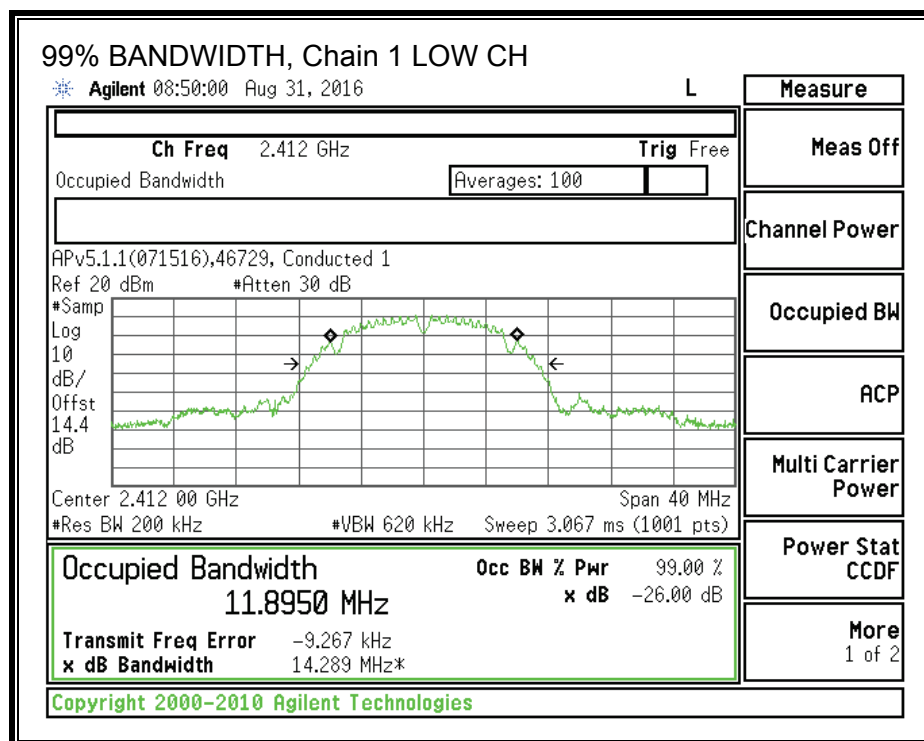 99% BANDWIDTH, Chain 1 LOW CH
Agilent 08:50:00 Aug 31, 2016 L
Measure
Ch Freq 2.412 GHz Trig Free
Meas Off
Occupied Bandwidth Averages: 100
Channel Power
APv5.1.1(071516),46729, Conducted 1
Ref 20 dBm #Atten 30 dB
#Samp
Log
10
dB/
Offst
14.4
dB
Occupied BW
ACP
Multi Carrier
Power
Center 2.412 00 GHz Span 40 MHz
#Res BW 200 kHz #VBW 620 kHz Sweep 3.067 ms (1001 pts)
Power Stat
CCDF
Occupied Bandwidth Occ BW % Pwr 99.00 %
11.8950 MHz x dB -26.00 dB
Transmit Freq Error -9.267 kHz
x dB Bandwidth 14.289 MHz*
More
1 of 2
Copyright 2000-2010 Agilent Technologies